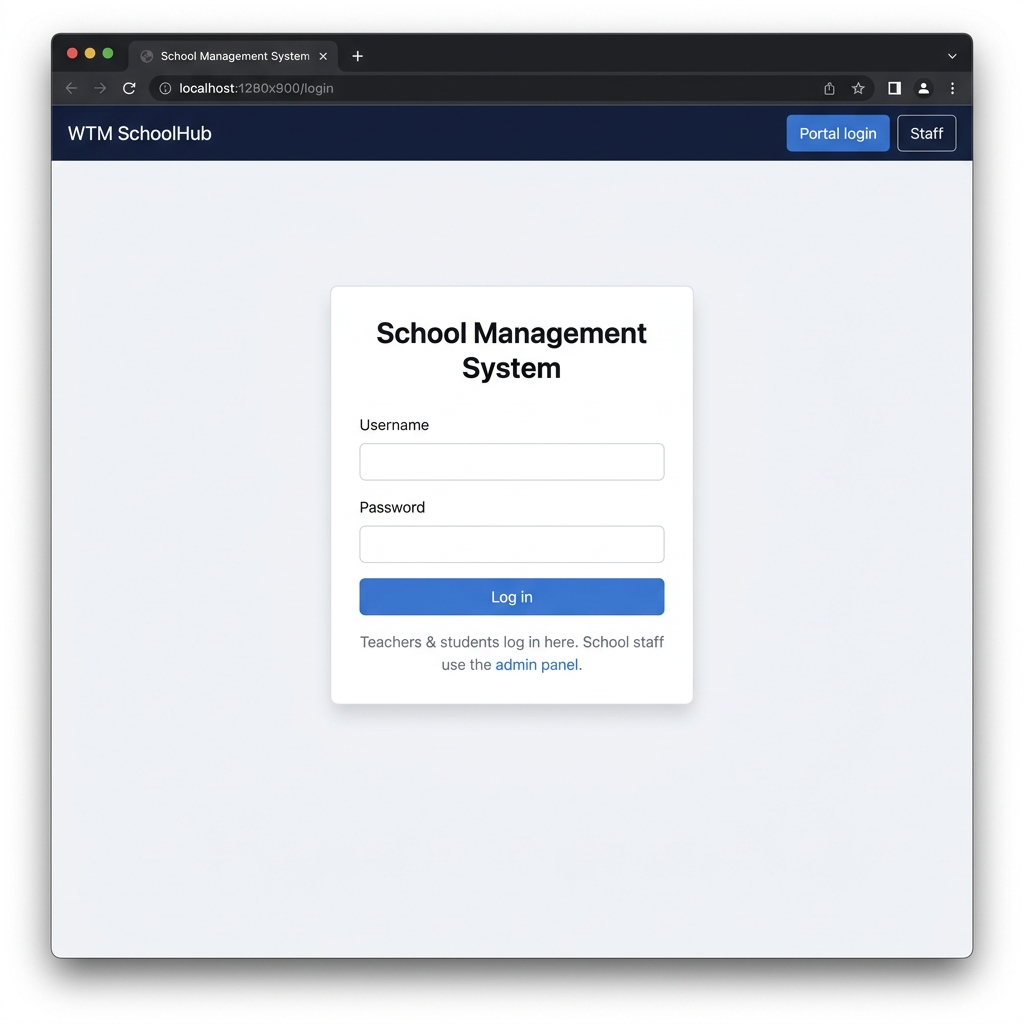 School Management System
localhost:1280x900/login
WTM SchoolHub
Portal login
Staff
School Management
System
Username
Password
Log in
Teachers & students log in here. School staff
use the admin panel.